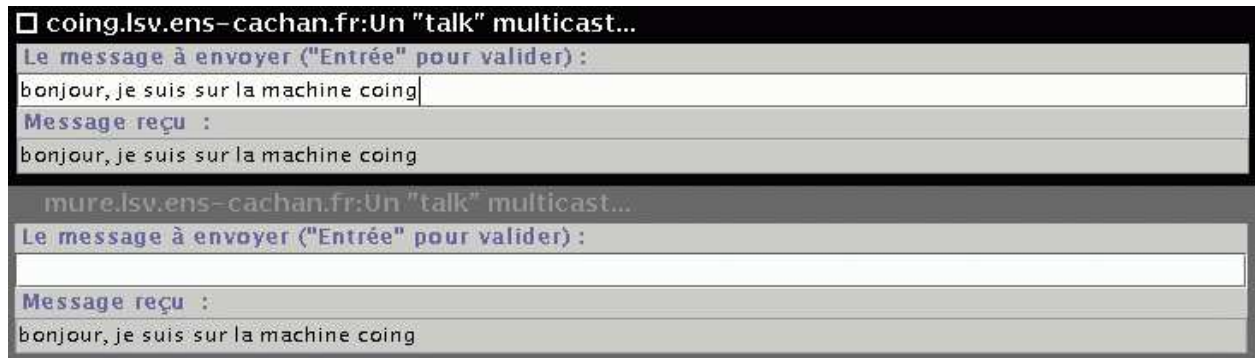 coing.lsv.ens-cachan.fr:Un "talk" multicast...
Le message à envoyer ("Entrée" pour valider) :
bonjour, je suis sur la machine coing
Message reçu :
bonjour, je suis sur la machine coing
mure.lsv.ens-cachan.fr:Un "talk" multicast...
Le message à envoyer ("Entrée" pour valider) :
Message reçu :
bonjour, je suis sur la machine coing